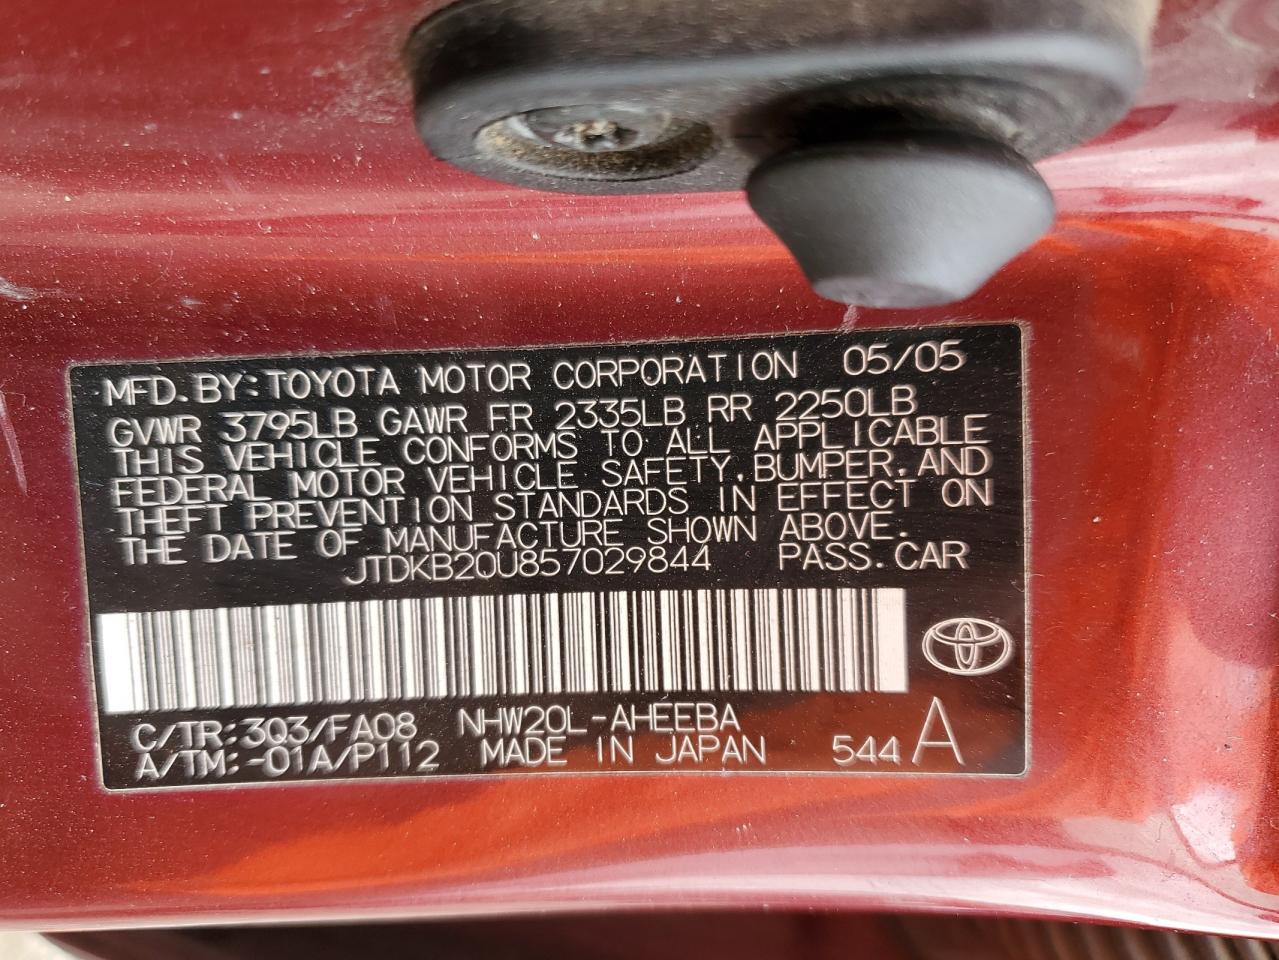 MFD. BY: TOYOTA MOTOR CORPORATION 05/05
GVWR 3795LB GAWR FR 2335LB RR 2250LB
THIS VEHICLE CONFORMS TO ALL APPLICABLE
FEDERAL MOTOR VEHICLE SAFETY, BUMPER, AND
THEFT PREVENTION STANDARDS IN EFFECT ON
THE DATE OF MANUFACTURE SHOWN ABOVE.
JTDKB20U857029844 PASS. CAR
C/TR: 3Q3/FA08 NHW20L-AHEEBA
A/TM: -01A/P112 MADE IN JAPAN 544 A